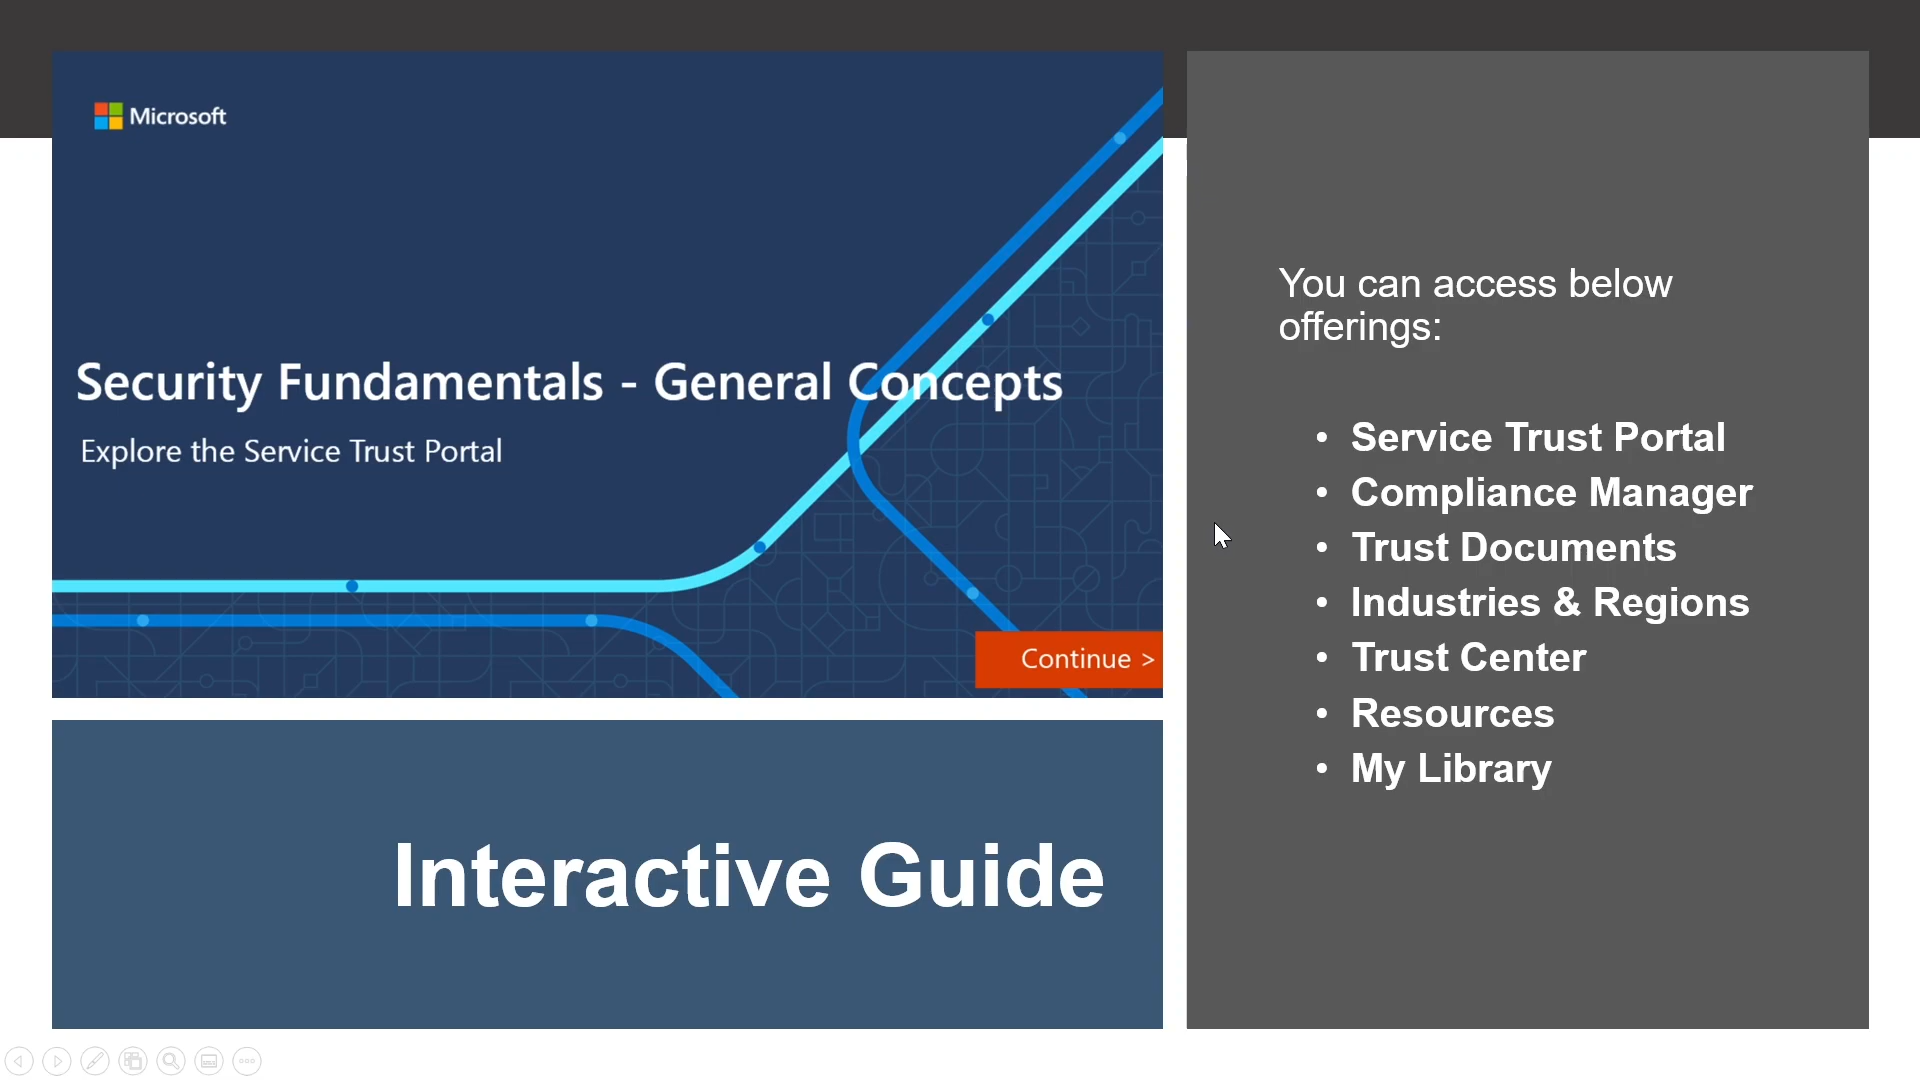 Microsoft
Security Fundamentals - General Concepts
Explore the Service Trust Portal
Continue >
Interactive Guide
You can access below
offerings:
• Service Trust Portal
• Compliance Manager
• Trust Documents
• Industries & Regions
• Trust Center
• Resources
• My Library